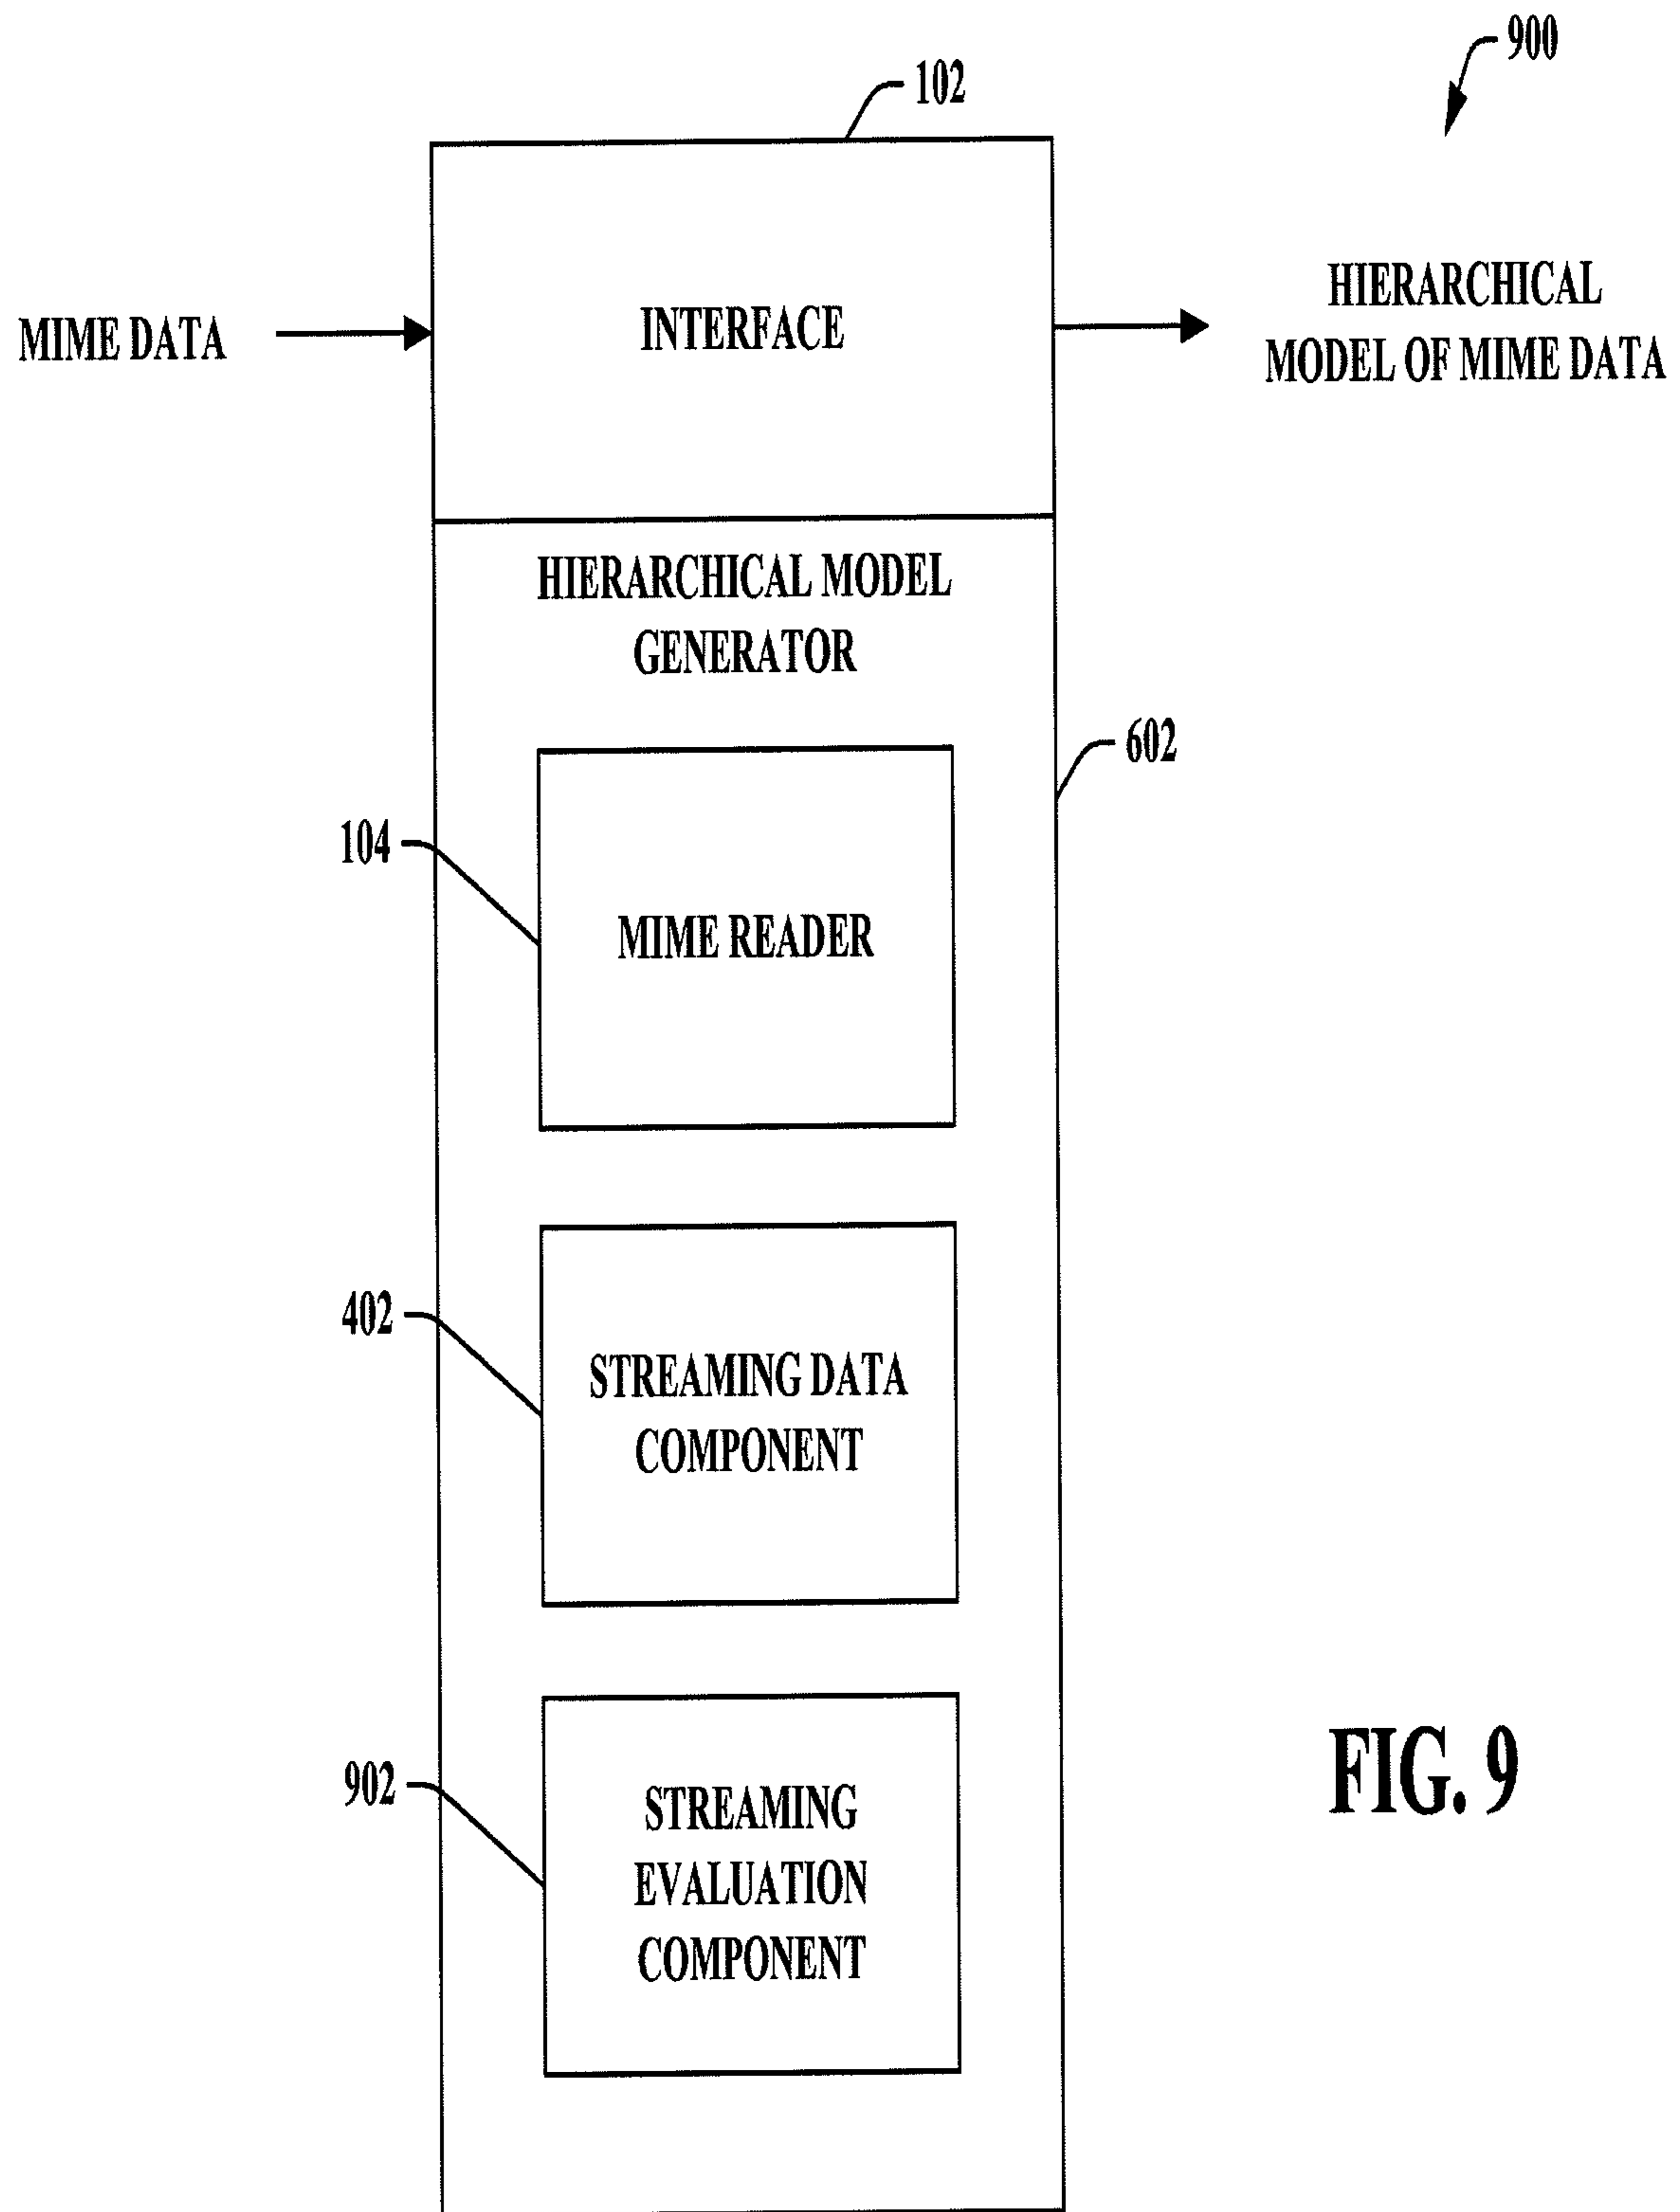 900
102
MIME DATA
INTERFACE
HIERARCHICAL
MODEL OF MIME DATA
HIERARCHICAL MODEL
GENERATOR
602
104
MIME READER
402
STREAMING DATA
COMPONENT
902
STREAMING
EVALUATION
COMPONENT
FIG. 9